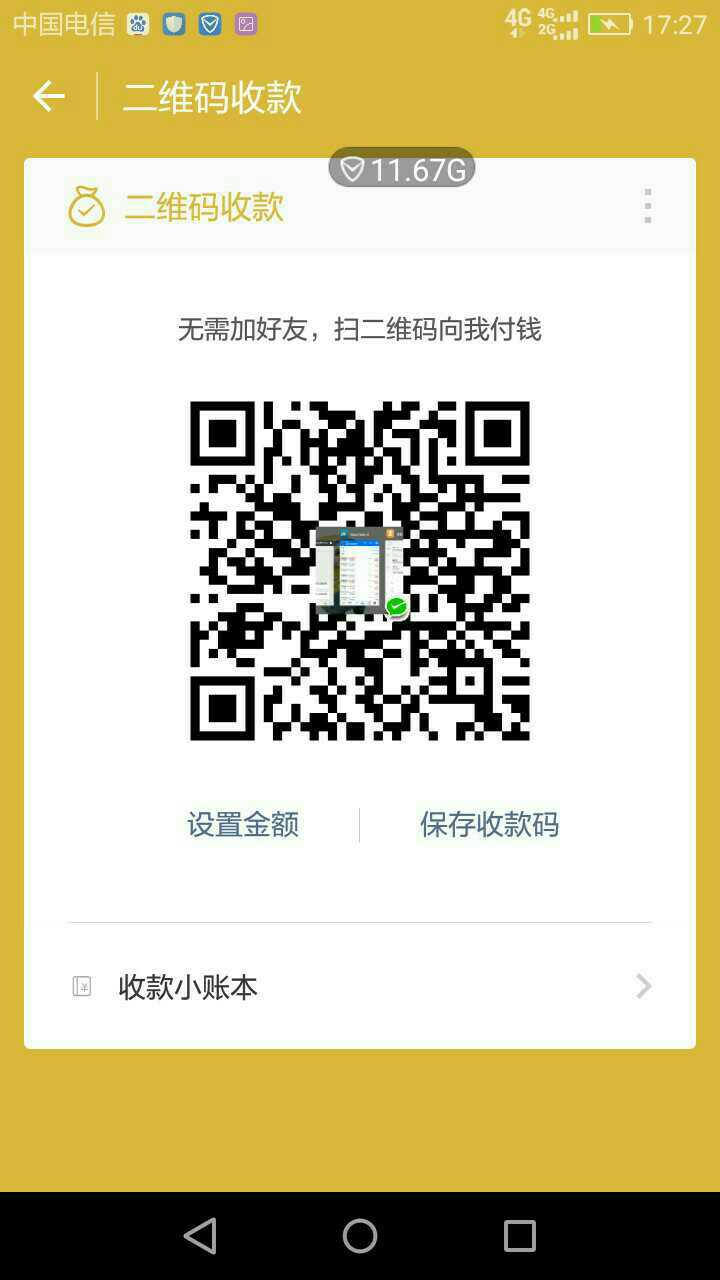 中国电信 4G 4G 2G 17:27
二维码收款
11.67G
二维码收款
无需加好友，扫二维码向我付钱
设置金额 保存收款码
收款小账本